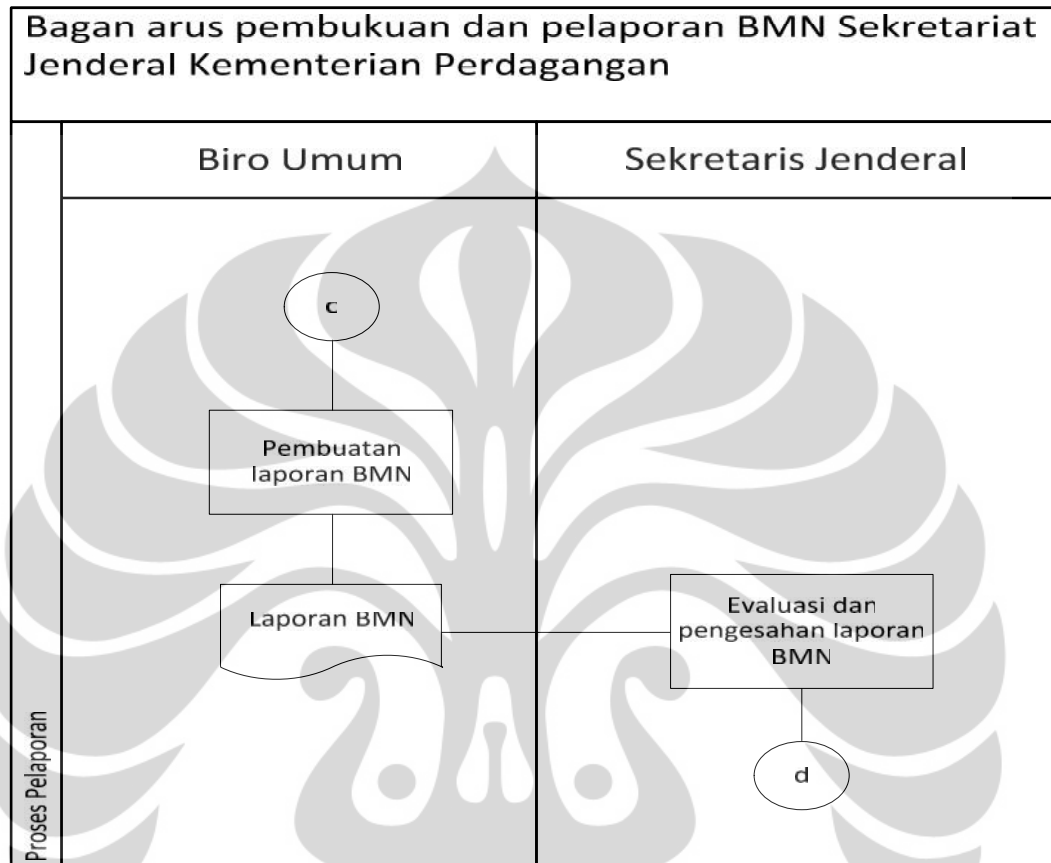 Bagan arus pembukuan dan pelaporan BMN Sekretariat
Jenderal Kementerian Perdagangan
Biro Umum
Sekretaris Jenderal
c
Pembuatan
laporan BMN
Laporan BMN
Evaluasi dan
pengesahan laporan
BMN
d
Proses Pelaporan